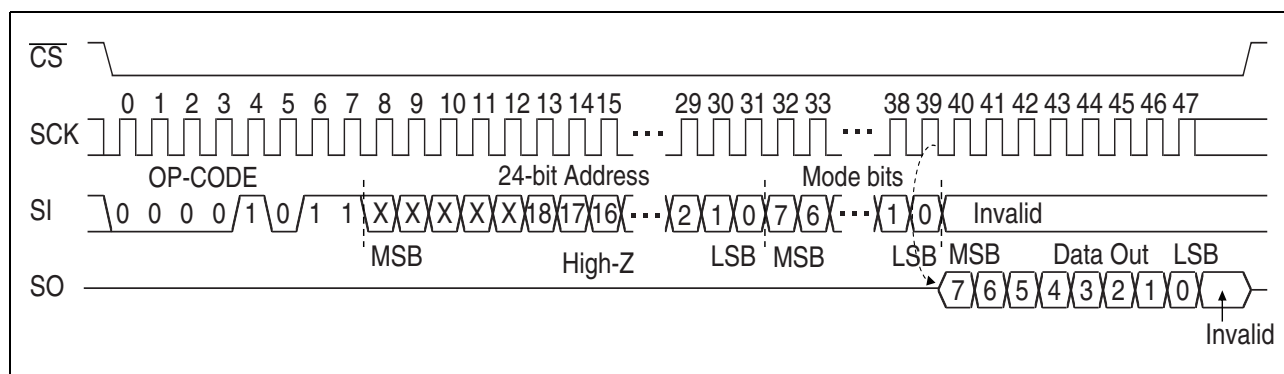 CS
0 1 2 3 4 5 6 7 8 9 10 11 12 13 14 15 29 30 31 32 33 38 39 40 41 42 43 44 45 46 47
SCK
OP-CODE 24-bit Address Mode bits
SI 0 0 0 0 1 0 1 1 X X X X X 18 17 16 2 1 0 7 6 1 0 Invalid
MSB High-Z LSB MSB LSB MSB Data Out LSB
SO 7 6 5 4 3 2 1 0
Invalid